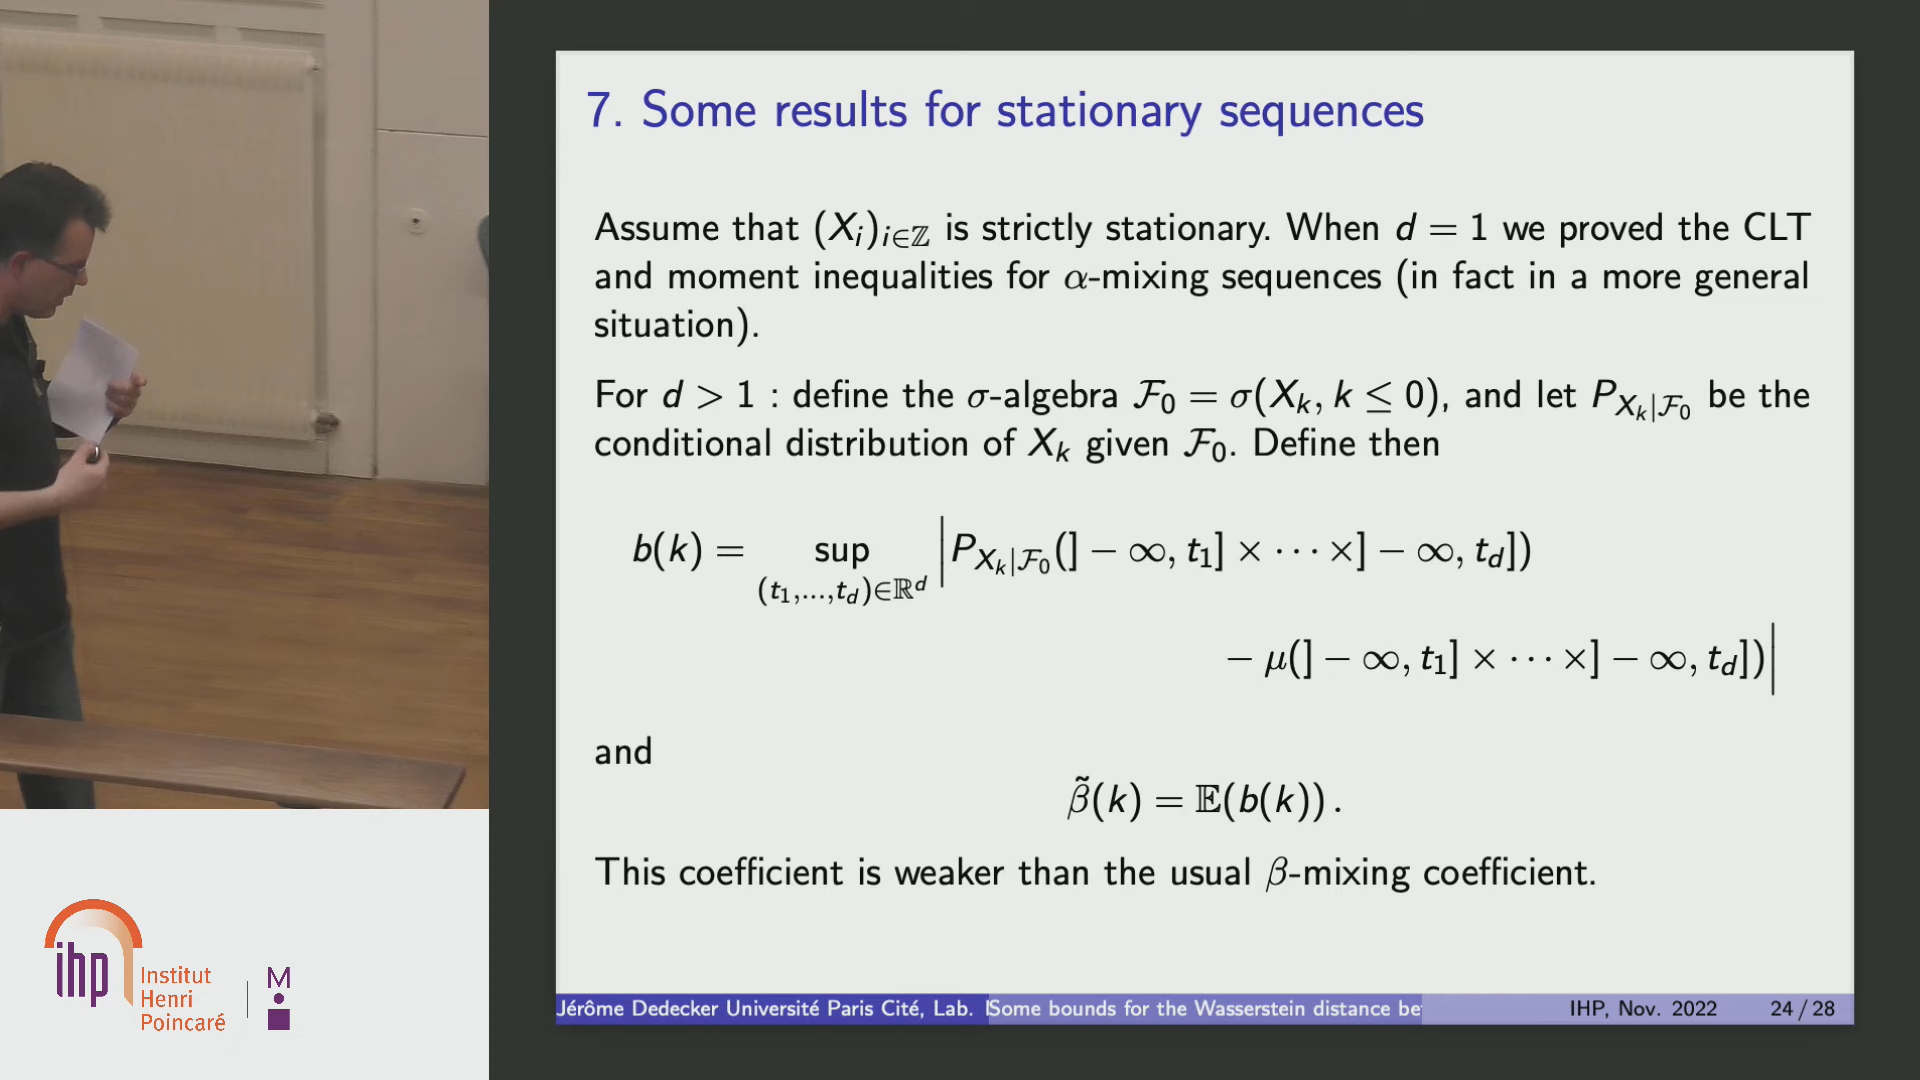 7. Some results for stationary sequences
Assume that (X_i)_{i∈ℤ} is strictly stationary. When d = 1 we proved the CLT
and moment inequalities for α-mixing sequences (in fact in a more general
situation).
For d > 1 : define the σ-algebra ℱ_0 = σ(X_k, k ≤ 0), and let P_{X_k|ℱ_0} be the
conditional distribution of X_k given ℱ_0. Define then
b(k) = sup_{(t_1,...,t_d)∈ℝ^d} |P_{X_k|ℱ_0}(] − ∞, t_1] × ⋯ ×] − ∞, t_d])
− μ(] − ∞, t_1] × ⋯ ×] − ∞, t_d])|
and
β̃(k) = 𝔼(b(k)) .
This coefficient is weaker than the usual β-mixing coefficient.
Jérôme Dedecker Université Paris Cité, Lab. Some bounds for the Wasserstein distance be IHP, Nov. 2022 24 / 28
ihp
Institut
Henri
Poincaré
M